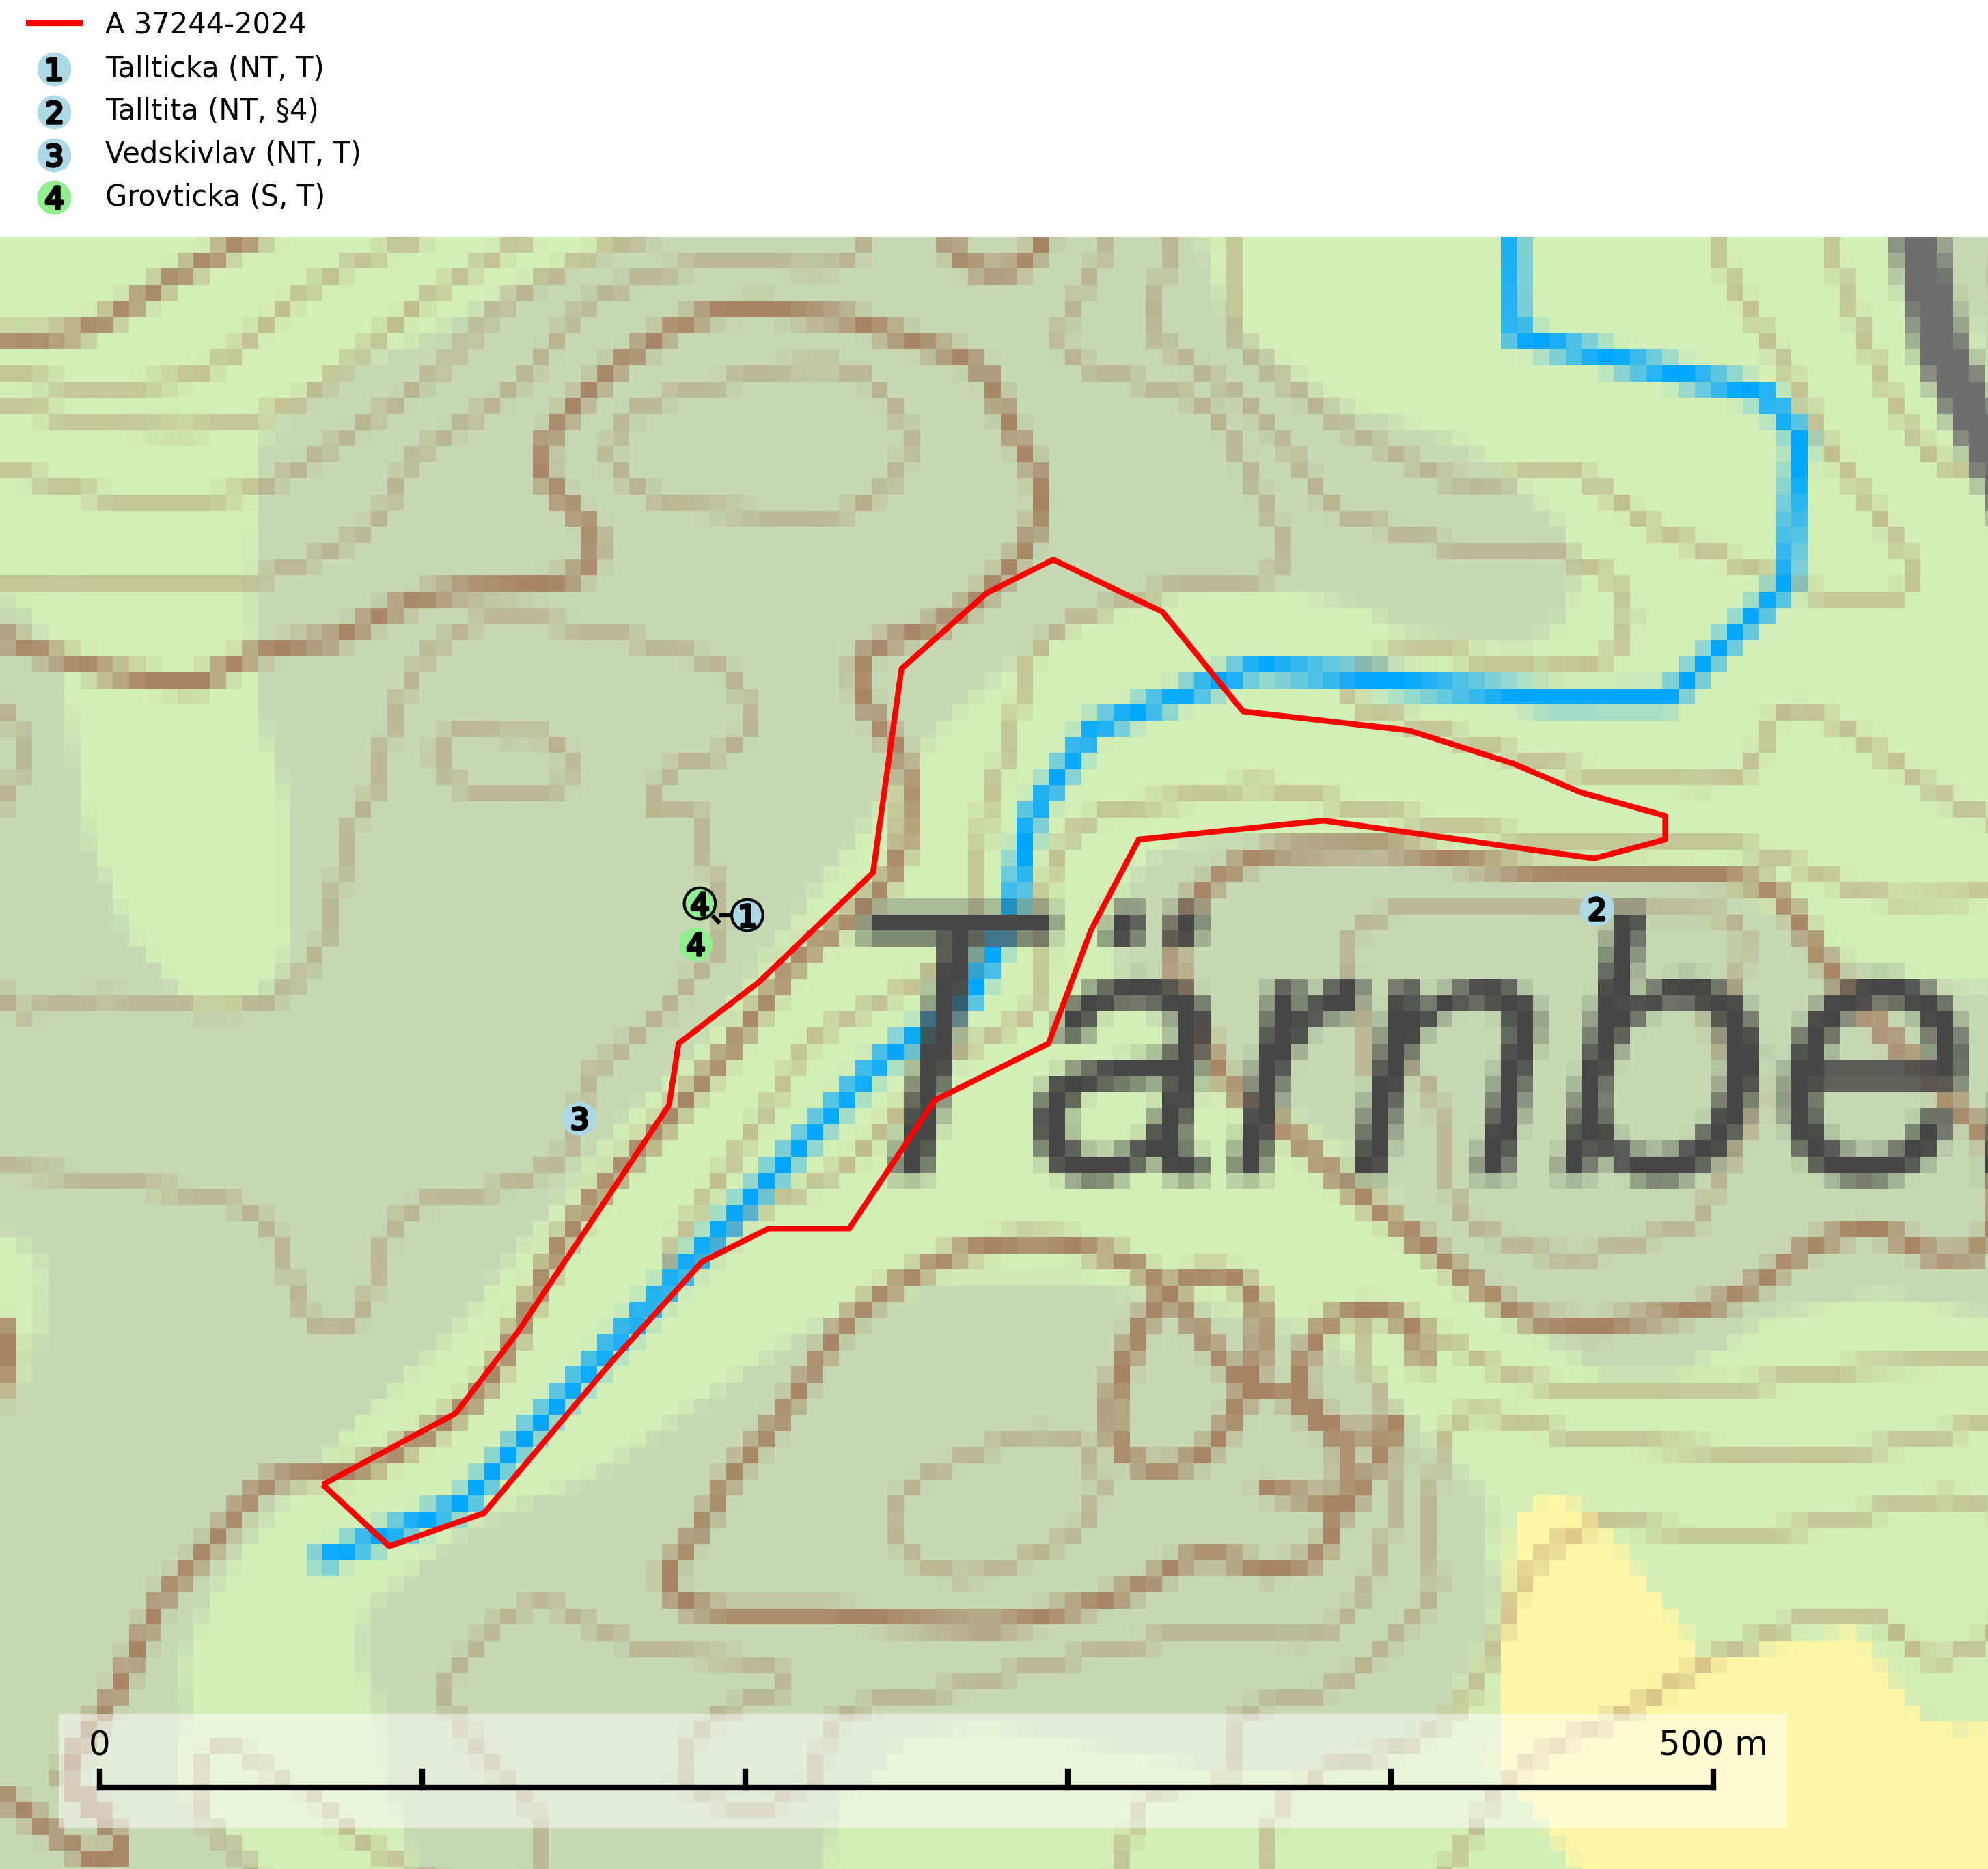 A 37244-2024
1 Tallticka (NT, T)
2 Talltita (NT, §4)
3 Vedskivlav (NT, T)
4 Grovticka (S, T)
4 1
4
2
Tärnbe
3
0 500 m